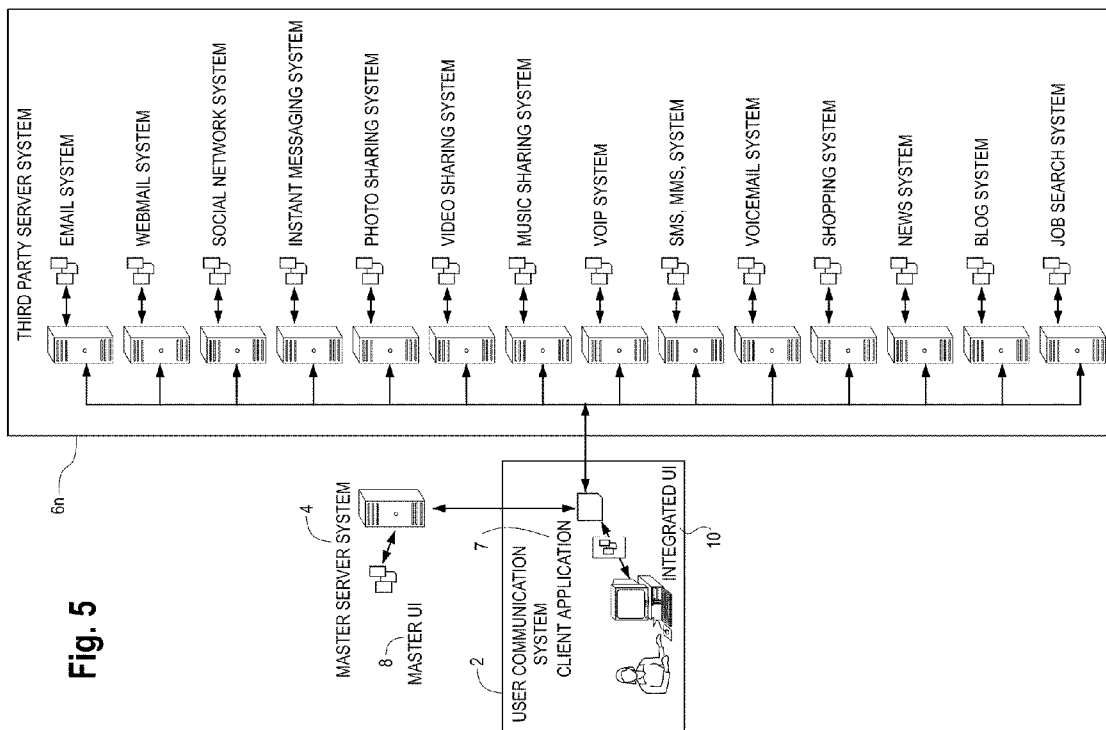 THIRD PARTY SERVER SYSTEM
EMAIL SYSTEM
WEBMAIL SYSTEM
SOCIAL NETWORK SYSTEM
INSTANT MESSAGING SYSTEM
PHOTO SHARING SYSTEM
VIDEO SHARING SYSTEM
MUSIC SHARING SYSTEM
VOIP SYSTEM
SMS, MMS, SYSTEM
VOICEMAIL SYSTEM
SHOPPING SYSTEM
NEWS SYSTEM
BLOG SYSTEM
JOB SEARCH SYSTEM
6n
Fig. 5
MASTER SERVER SYSTEM
4
8
MASTER UI
2
USER COMMUNICATION
SYSTEM
7
CLIENT APPLICATION
INTEGRATED UI
10